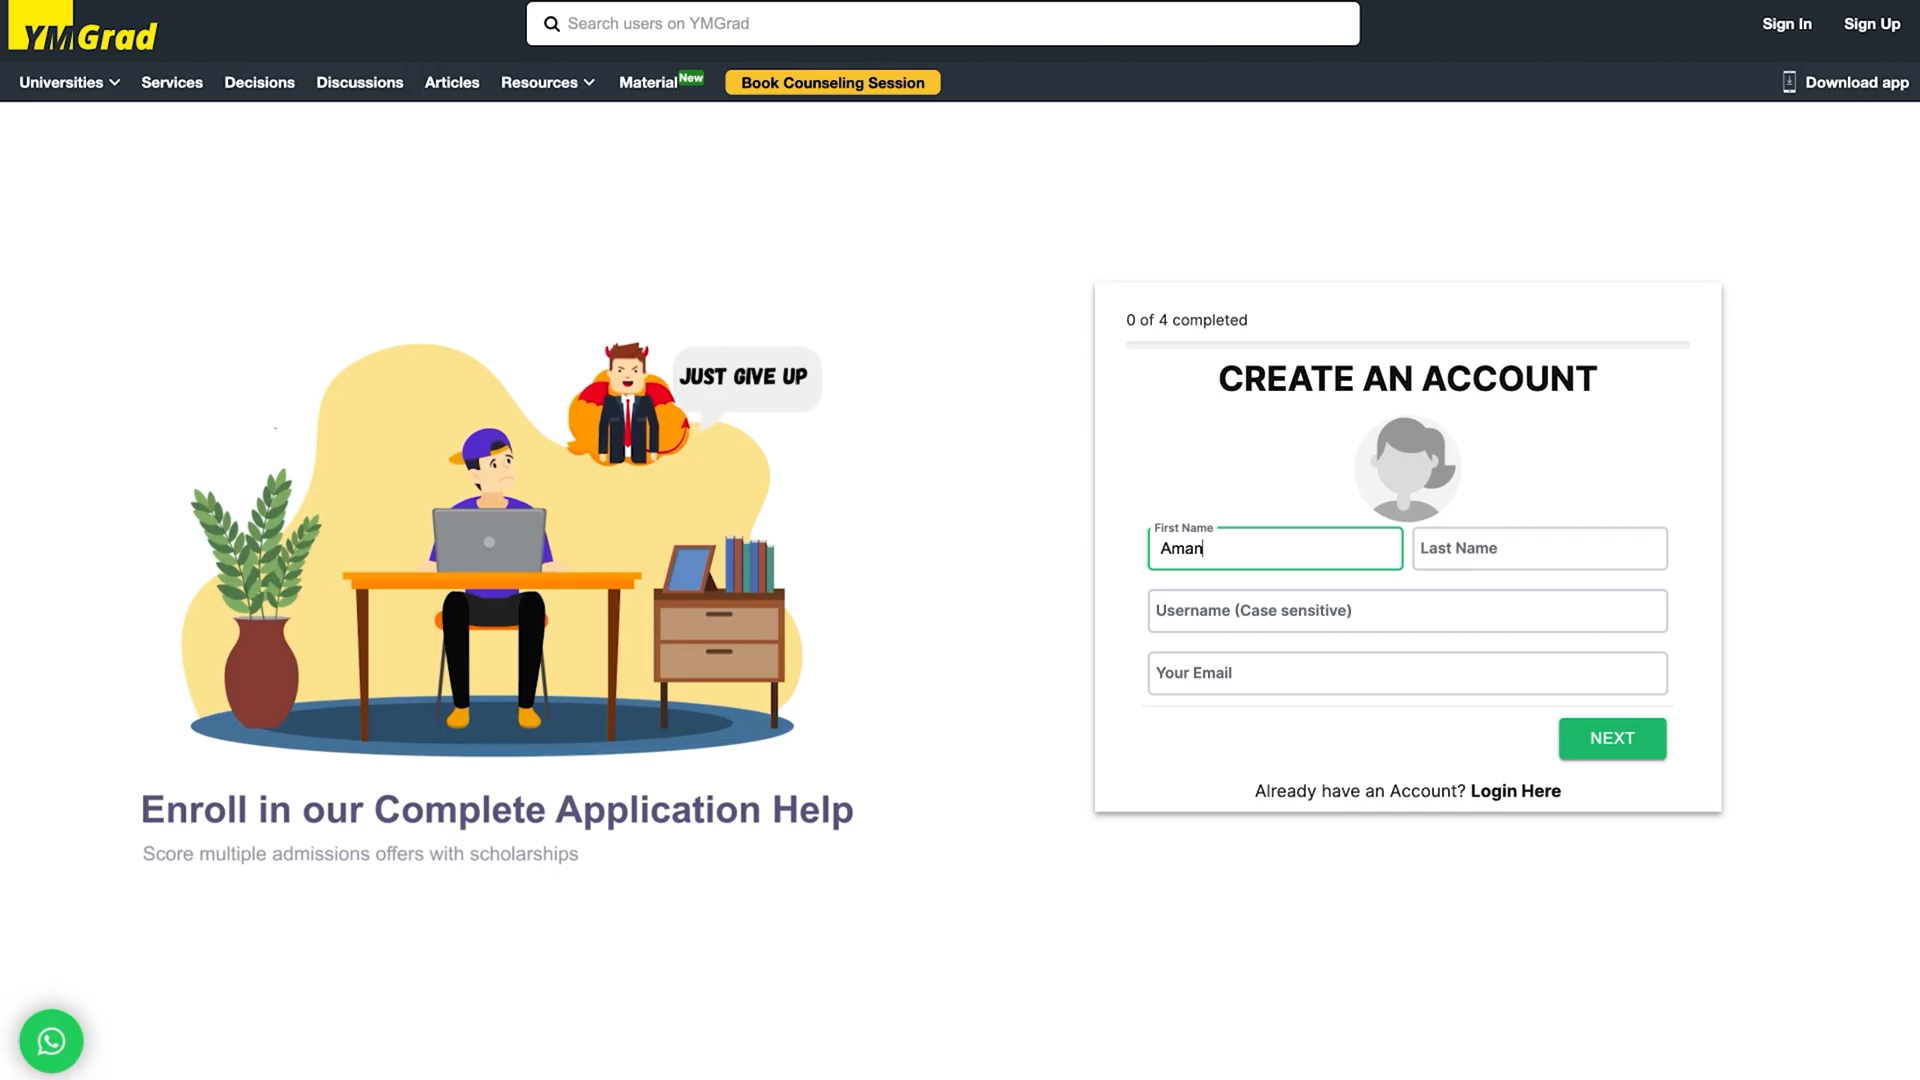 YMGrad
Search users on YMGrad
Sign In
Sign Up
Universities
Services
Decisions
Discussions
Articles
Resources
Material New
Book Counseling Session
Download app
JUST GIVE UP
Enroll in our Complete Application Help
Score multiple admissions offers with scholarships
0 of 4 completed
CREATE AN ACCOUNT
First Name
Aman
Last Name
Username (Case sensitive)
Your Email
NEXT
Already have an Account? Login Here